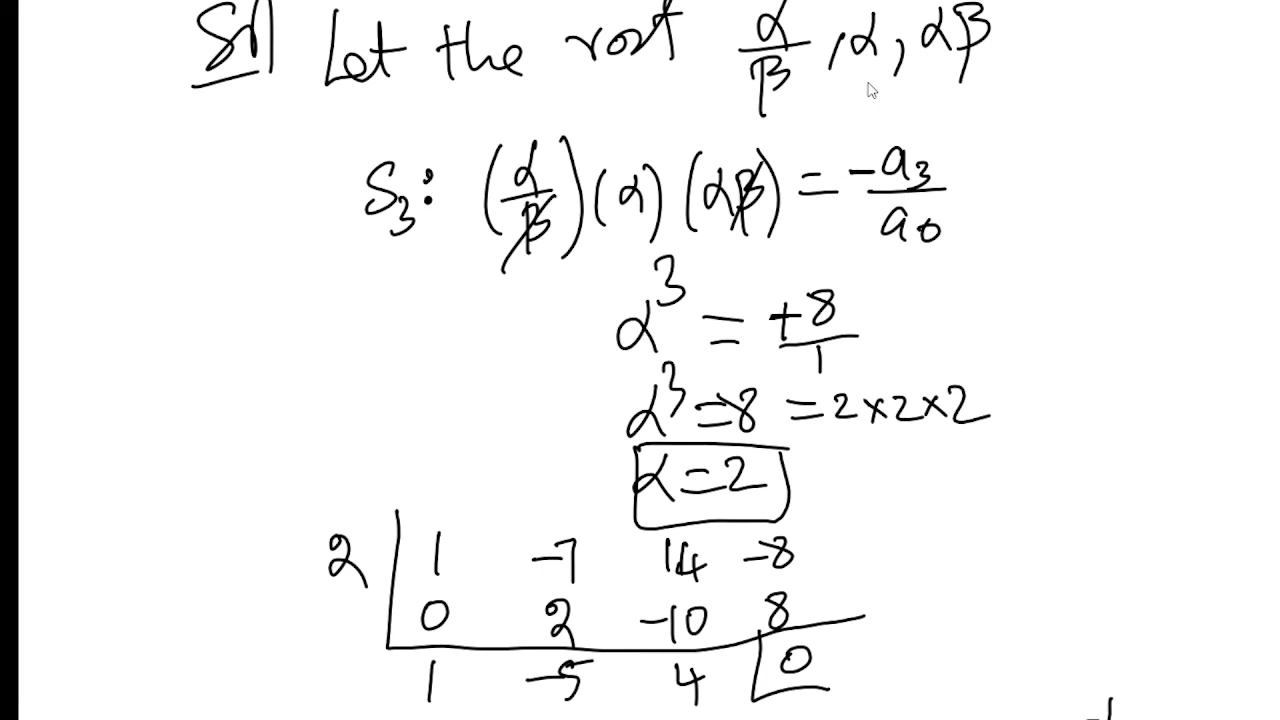 Sol Let the root α/β , α, αβ
S₃: (α/β)(α)(αβ) = -a₃/a₀
α³ = +8/1
α³ = 8 = 2×2×2
α = 2
2 | 1 -7 14 -8
0 2 -10 8
1 -5 4 | 0